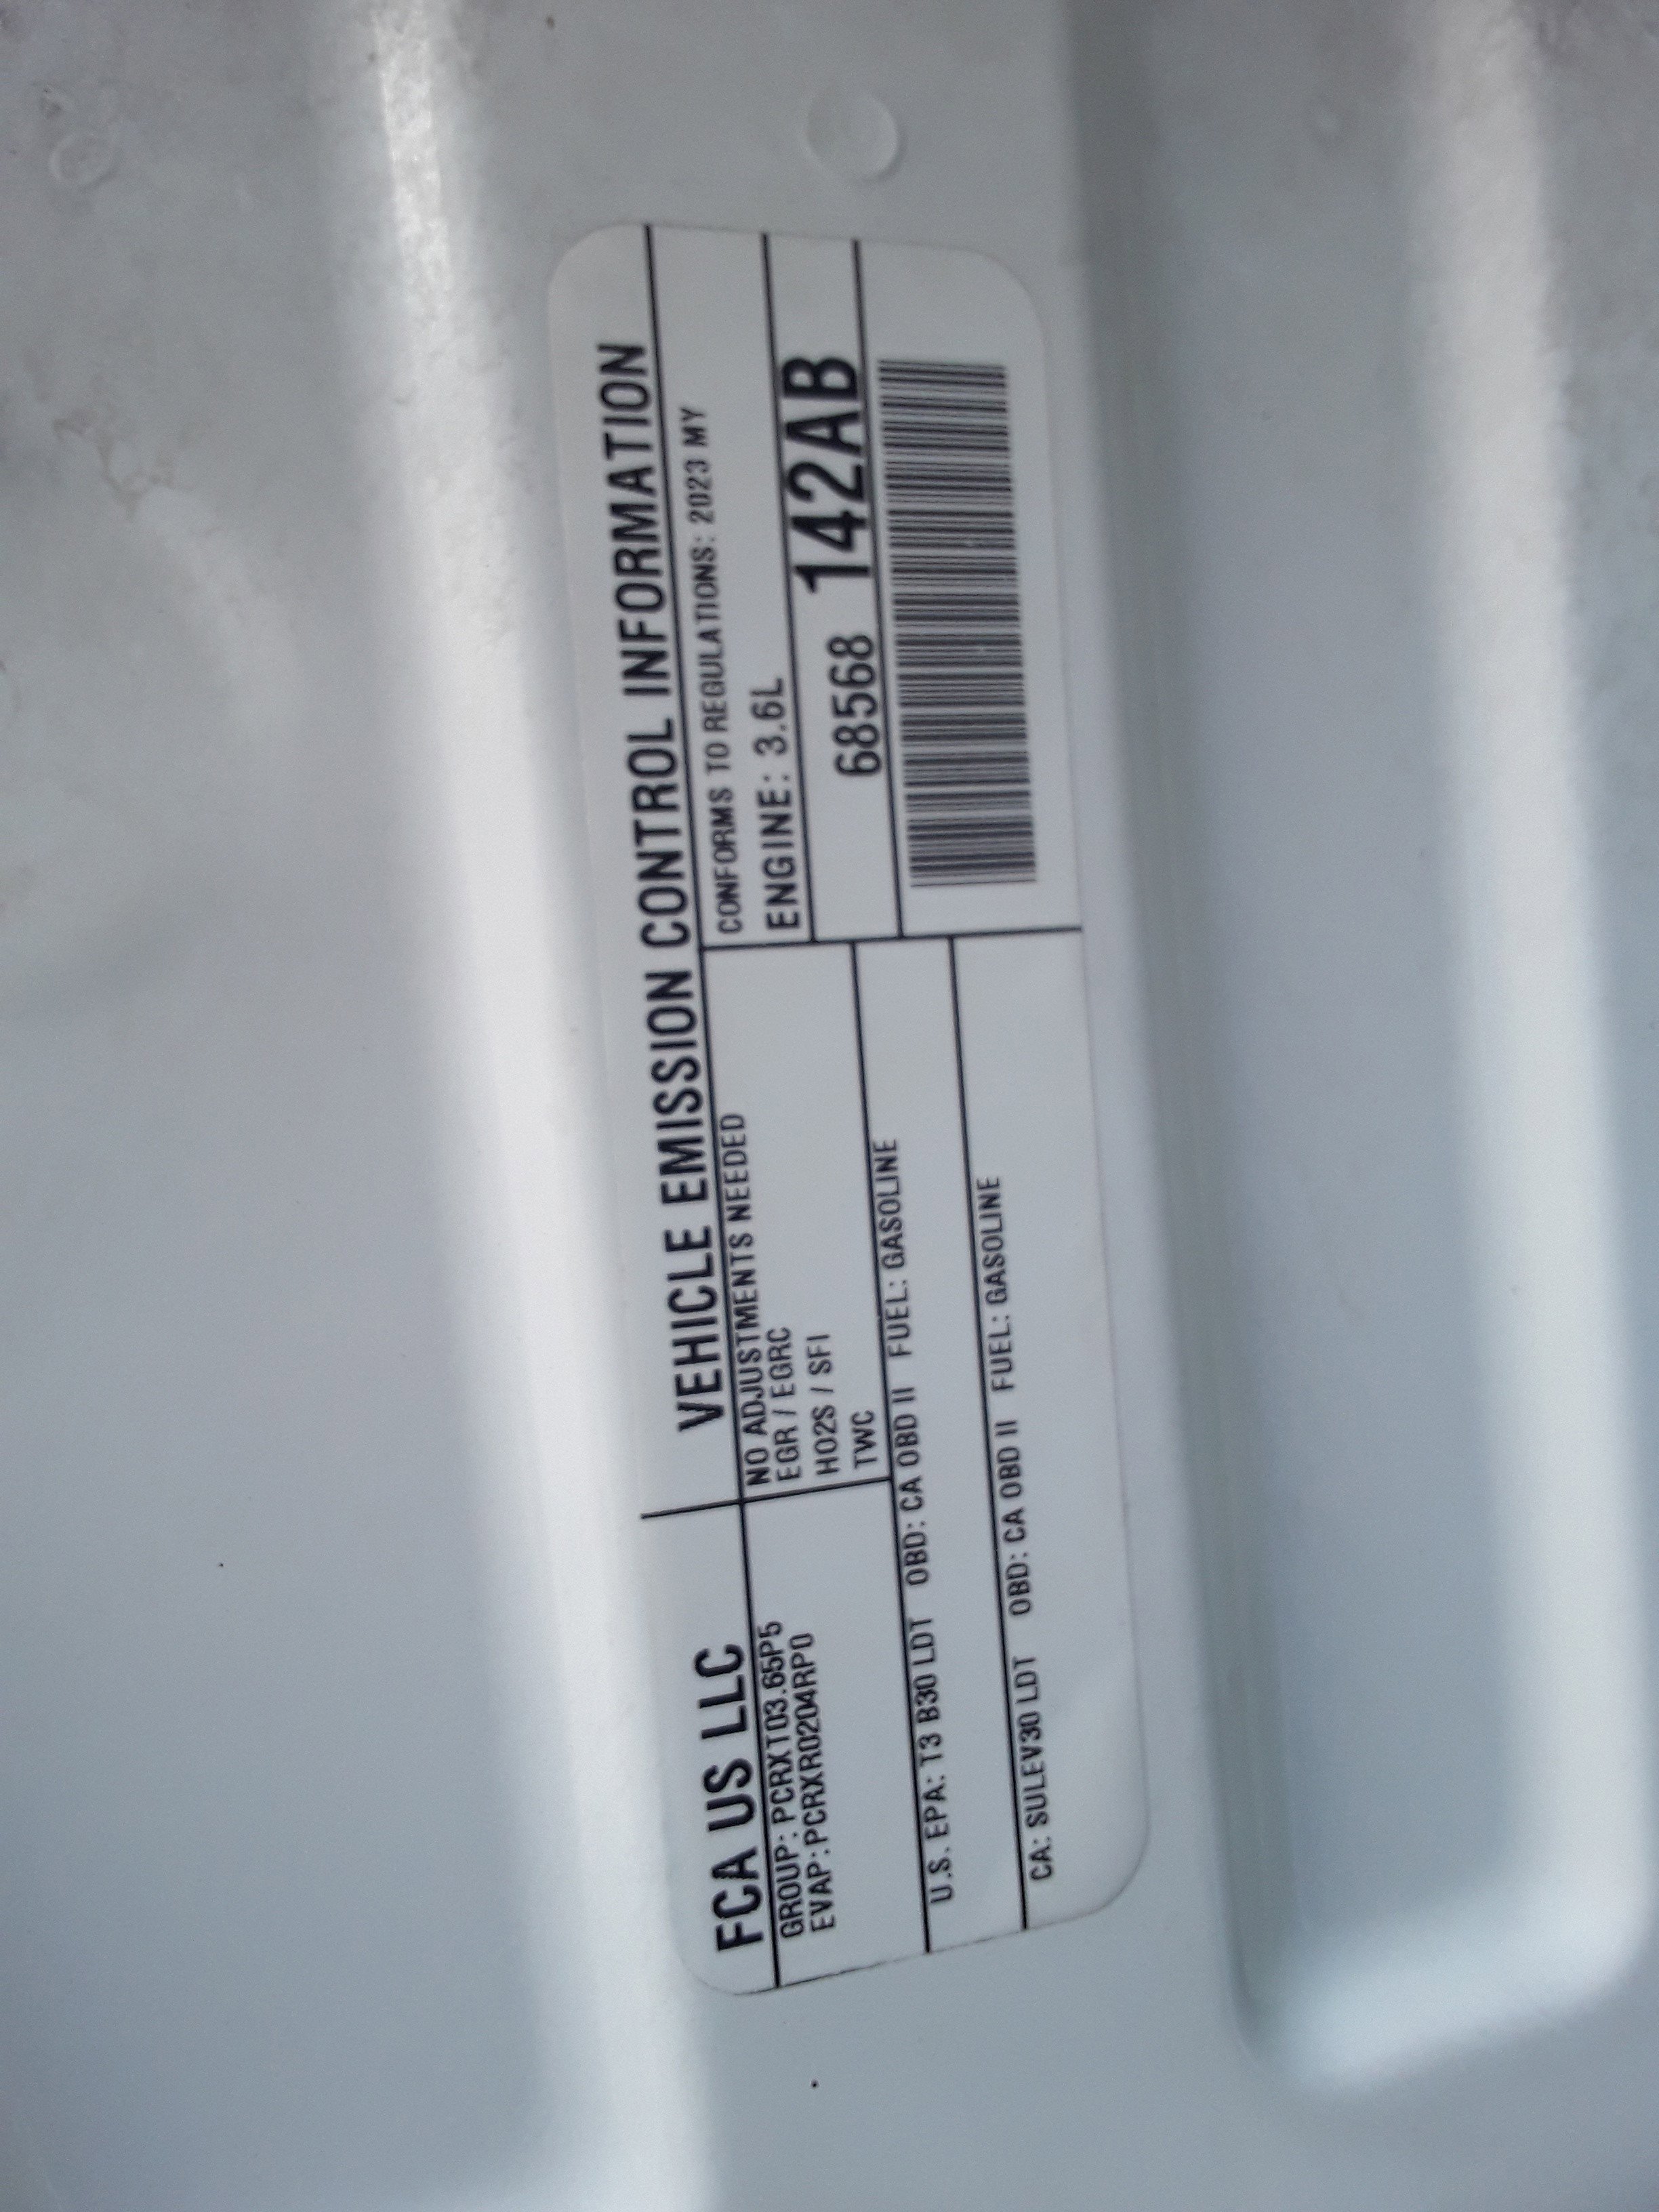 FCA US LLC
VEHICLE EMISSION CONTROL INFORMATION
GROUP: PCRXT03.65P5
EVAP: PCRXR0204RP0
NO ADJUSTMENTS NEEDED
EGR / EGRC
HO2S / SFI
TWC
CONFORMS TO REGULATIONS: 2023 MY
ENGINE: 3.6L
68568 142AB
U.S. EPA: T3 B30 LDT OBD: CA OBD II FUEL: GASOLINE
CA: SULEV30 LDT OBD: CA OBD II FUEL: GASOLINE